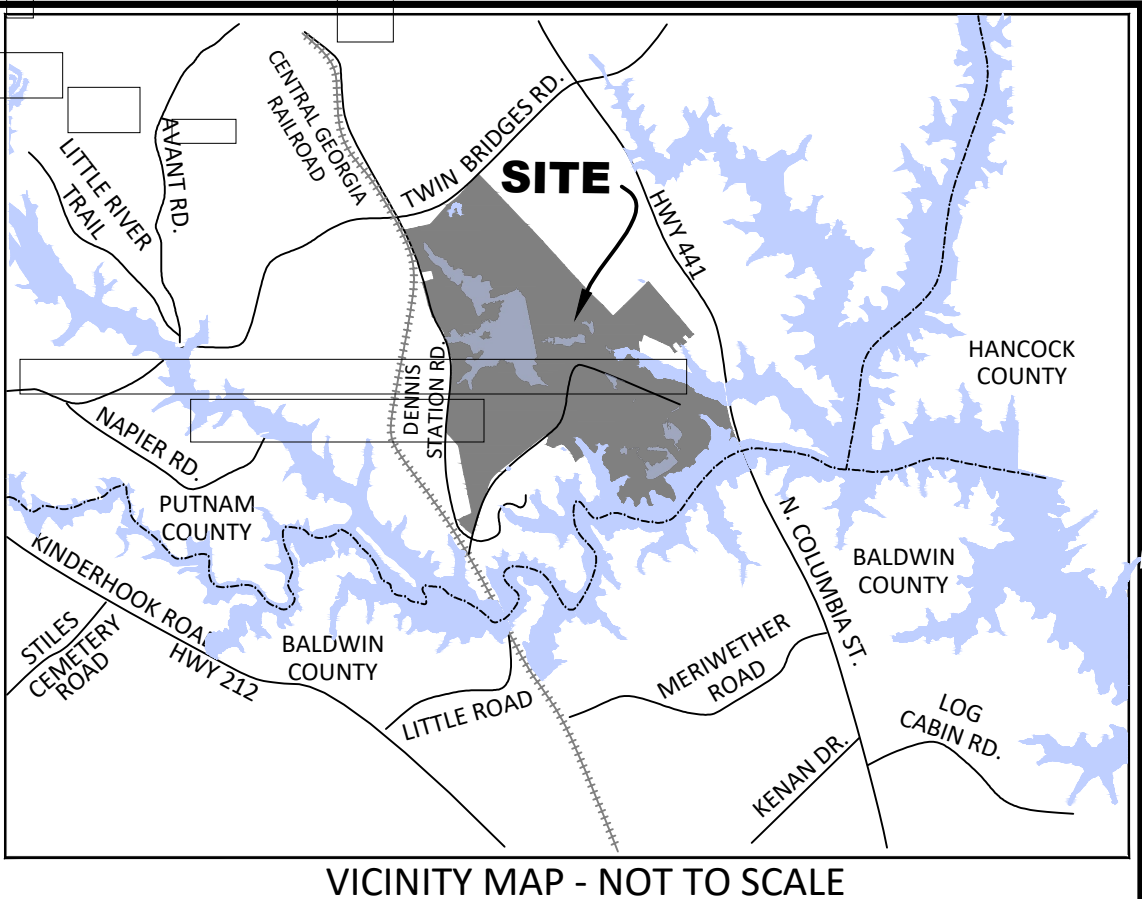 CENTRAL GEORGIA
RAILROAD
TWIN BRIDGES RD.
AVANT RD.
LITTLE RIVER
TRAIL
SITE
HWY 441
HANCOCK
COUNTY
DENNIS
STATION RD.
NAPIER RD.
PUTNAM
COUNTY
N. COLUMBIA ST.
BALDWIN
COUNTY
KINDERHOOK ROA
HWY 212
STILES
CEMETERY
ROAD
BALDWIN
COUNTY
MERIWETHER
ROAD
LITTLE ROAD
LOG
CABIN RD.
KENAN DR.
VICINITY MAP - NOT TO SCALE